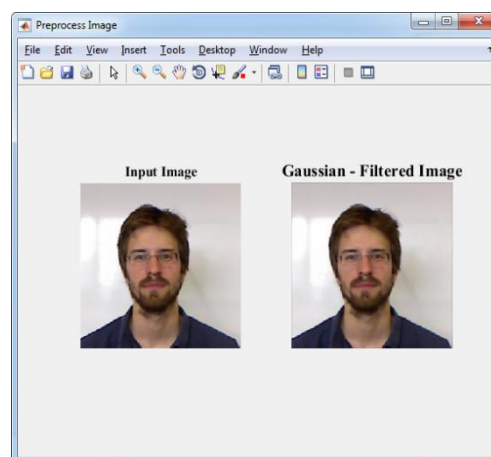 Preprocess Image
File Edit View Insert Tools Desktop Window Help
Input Image
Gaussian - Filtered Image